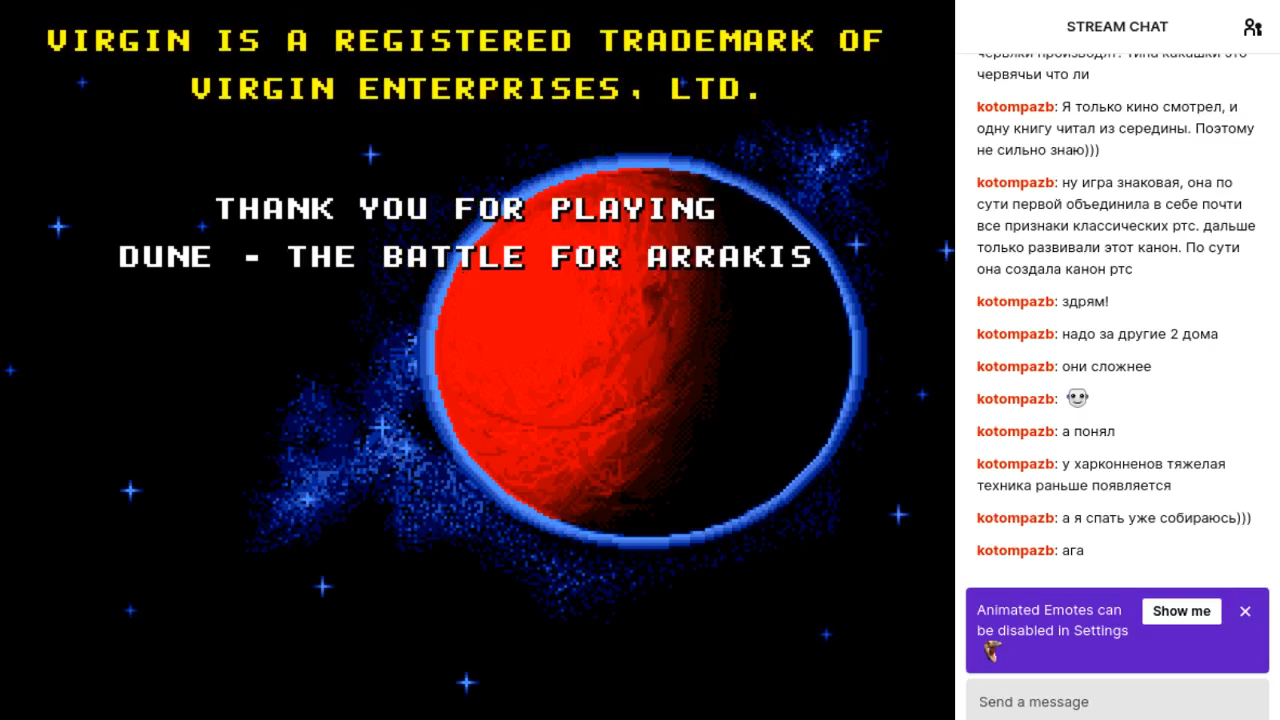 VIRGIN IS A REGISTERED TRADEMARK OF
VIRGIN ENTERPRISES, LTD.
THANK YOU FOR PLAYING
DUNE - THE BATTLE FOR ARRAKIS
STREAM CHAT
червячьи что ли
kotompazb: Я только кино смотрел, и
одну книгу читал из середины. Поэтому
не сильно знаю)))
kotompazb: ну игра знаковая, она по
сути первой объединила в себе почти
все признаки классических ртс. дальше
только развивали этот канон. По сути
она создала канон ртс
kotompazb: здрям!
kotompazb: надо за другие 2 дома
kotompazb: они сложнее
kotompazb:
kotompazb: а понял
kotompazb: у харконненов тяжелая
техника раньше появляется
kotompazb: а я спать уже собираюсь)))
kotompazb: ага
Animated Emotes can
be disabled in Settings
Show me
Send a message